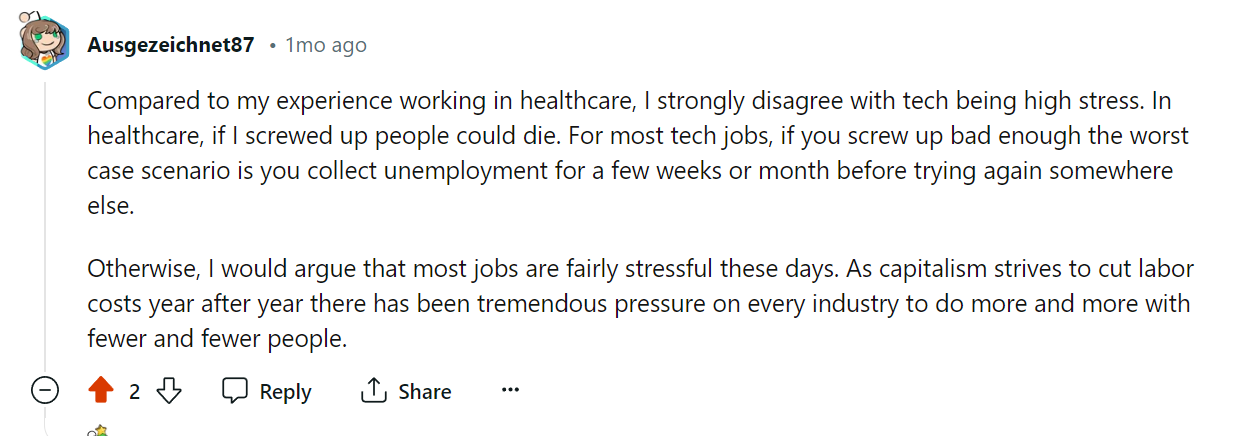 Ausgezeichnet87 • 1mo ago
Compared to my experience working in healthcare, I strongly disagree with tech being high stress. In
healthcare, if I screwed up people could die. For most tech jobs, if you screw up bad enough the worst
case scenario is you collect unemployment for a few weeks or month before trying again somewhere
else.
Otherwise, I would argue that most jobs are fairly stressful these days. As capitalism strives to cut labor
costs year after year there has been tremendous pressure on every industry to do more and more with
fewer and fewer people.
2 Reply Share ...